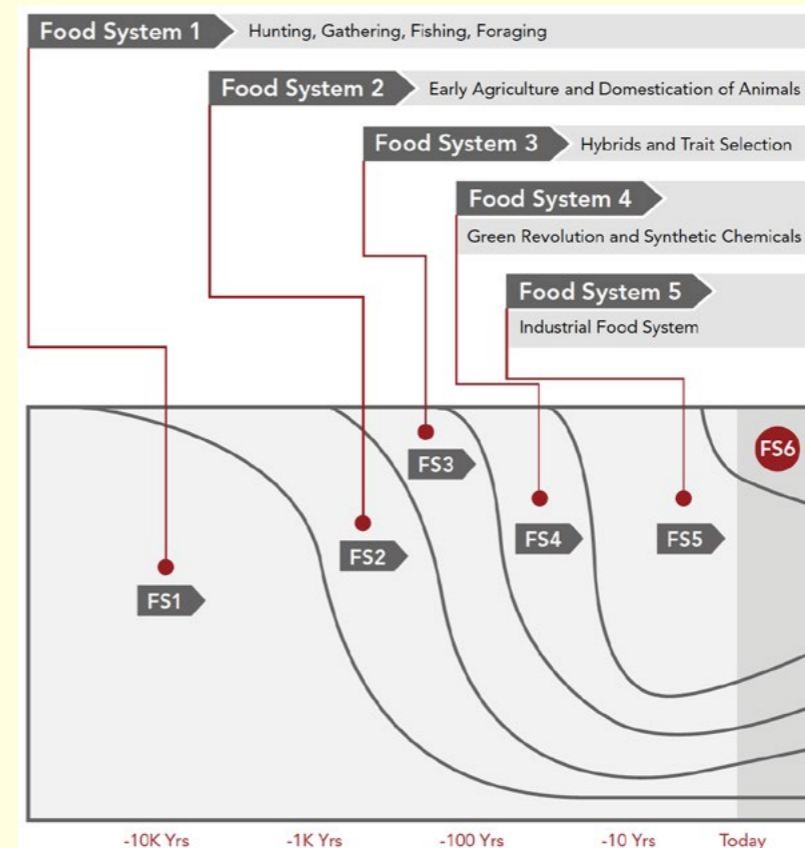 Food System 1
Hunting, Gathering, Fishing, Foraging
Food System 2
Early Agriculture and Domestication of Animals
Food System 3
Hybrids and Trait Selection
Food System 4
Green Revolution and Synthetic Chemicals
Food System 5
Industrial Food System
FS6
FS3
FS4
FS5
FS2
FS1
-10K Yrs
-1K Yrs
-100 Yrs
-10 Yrs
Today